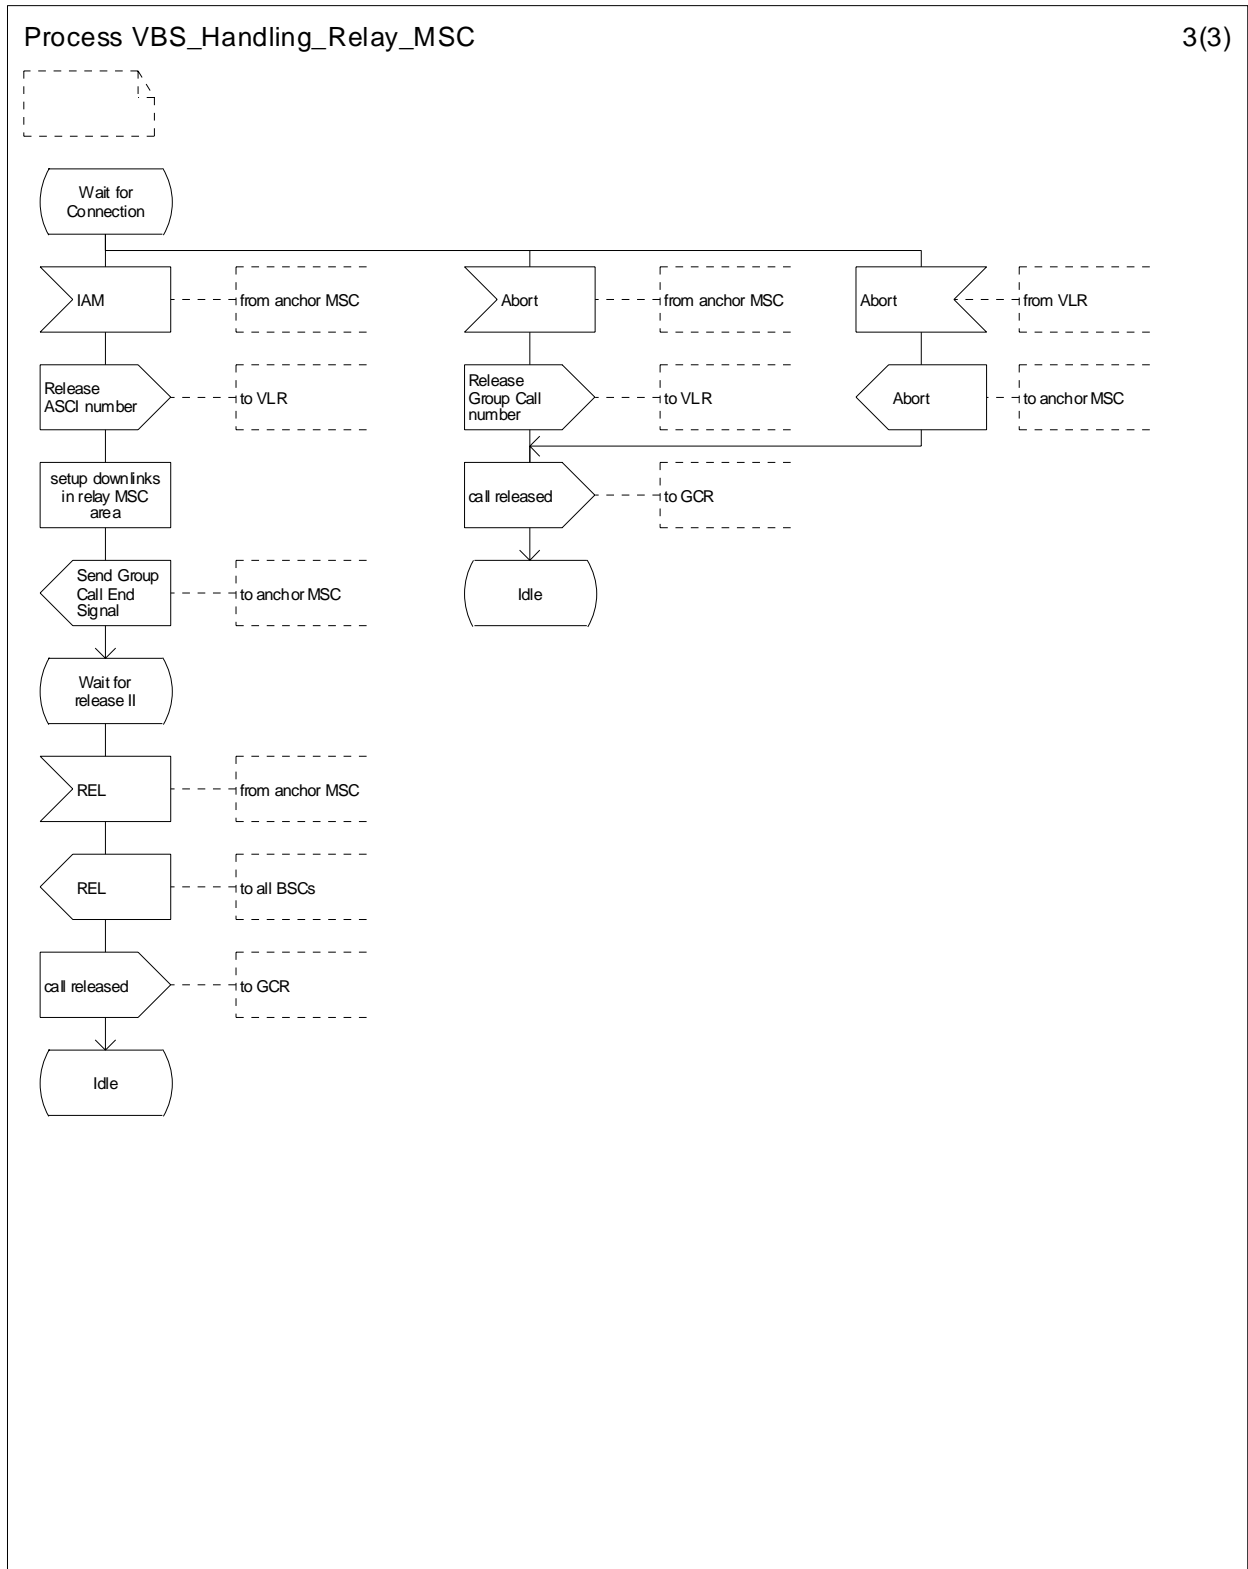 Process VBS_Handling_Relay_MSC
3(3)
Wait for
Connection
IAM
from anchor MSC
Abort
from anchor MSC
Abort
from VLR
Release
ASCI number
to VLR
Release
Group Call
number
to VLR
Abort
to anchor MSC
setup downlinks
in relay MSC
area
call released
to GCR
Send Group
Call End
Signal
to anchor MSC
Idle
Wait for
release II
REL
from anchor MSC
REL
to all BSCs
call released
to GCR
Idle